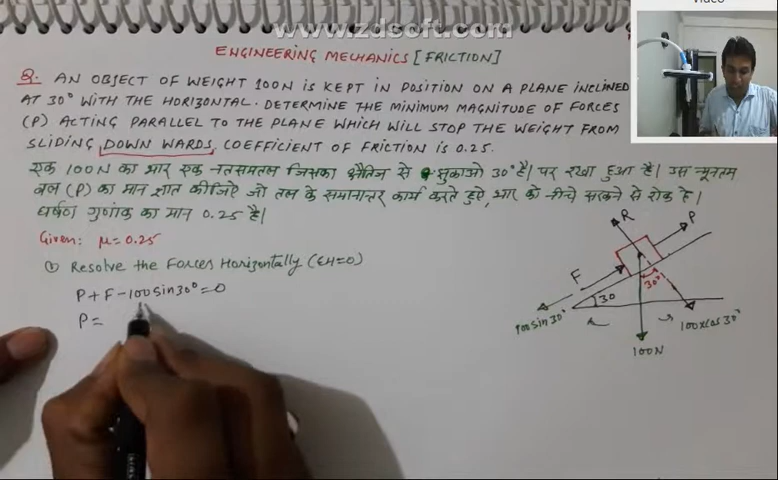 Video
www.zdsoft.com
ENGINEERING MECHANICS [FRICTION]
Q. AN OBJECT OF WEIGHT 100N IS KEPT IN POSITION ON A PLANE INCLINED
AT 30° WITH THE HORIZONTAL. DETERMINE THE MINIMUM MAGNITUDE OF FORCES
(P) ACTING PARALLEL TO THE PLANE WHICH WILL STOP THE WEIGHT FROM
SLIDING DOWN WARDS. COEFFICIENT OF FRICTION IS 0.25.
एक 100N का भार एक नतसमतल जिसका क्षैतिज से झुकाओ 30° है। पर रखा हुआ है। उस न्यूनतम
बल (P) का मान ज्ञात कीजिए जो तल के समानान्तर कार्य करते हुऐ, भार को नीचे सरकने से रोक है।
घर्षण गुणांक का मान 0.25 है।
Given: μ=0.25
① Resolve the Forces Horizontally (ΣH=0)
P+F-100sin30°=0
P=
R
P
F
30°
30
100sin30°
100xcos30°
100N